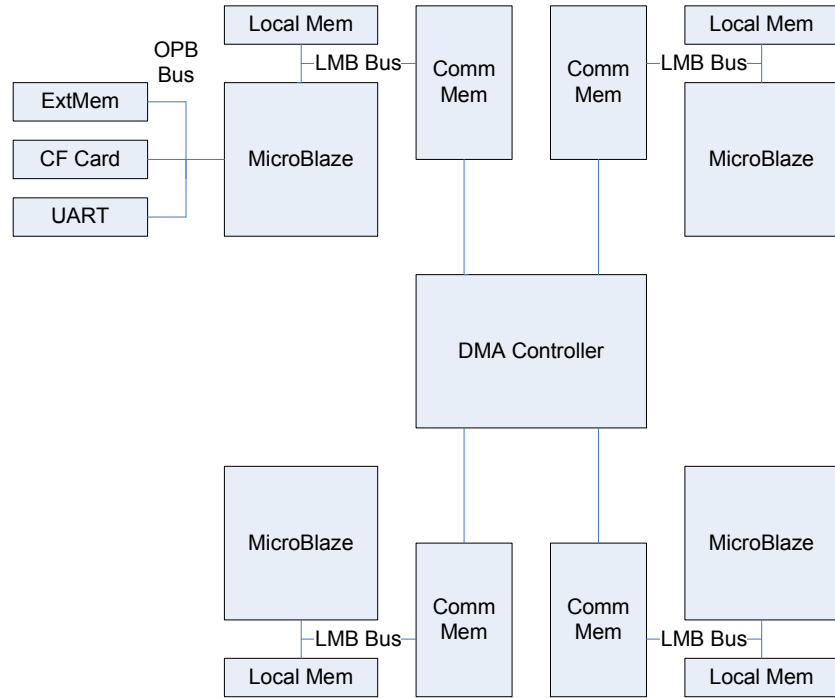 Local Mem
Local Mem
OPB
Bus
LMB Bus
Comm
Mem
Comm
Mem
LMB Bus
ExtMem
CF Card
UART
MicroBlaze
MicroBlaze
DMA Controller
MicroBlaze
MicroBlaze
Comm
Mem
Comm
Mem
LMB Bus
LMB Bus
Local Mem
Local Mem